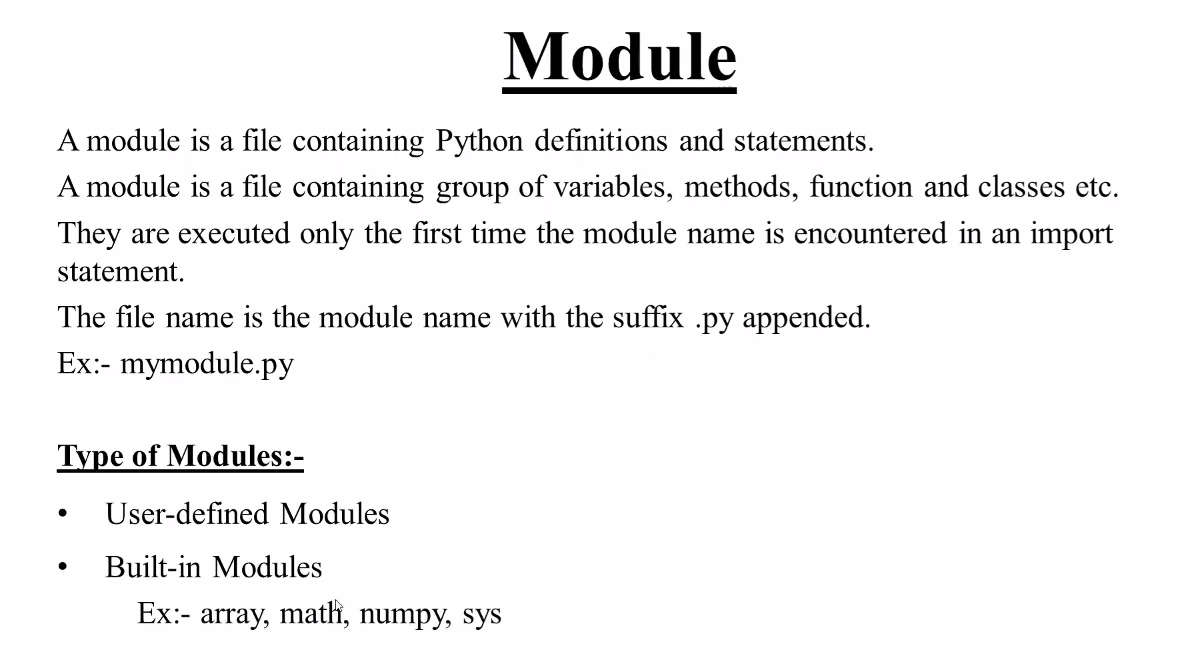 Module
A module is a file containing Python definitions and statements.
A module is a file containing group of variables, methods, function and classes etc.
They are executed only the first time the module name is encountered in an import
statement.
The file name is the module name with the suffix .py appended.
Ex:- mymodule.py
Type of Modules:-
• User-defined Modules
• Built-in Modules
Ex:- array, math, numpy, sys